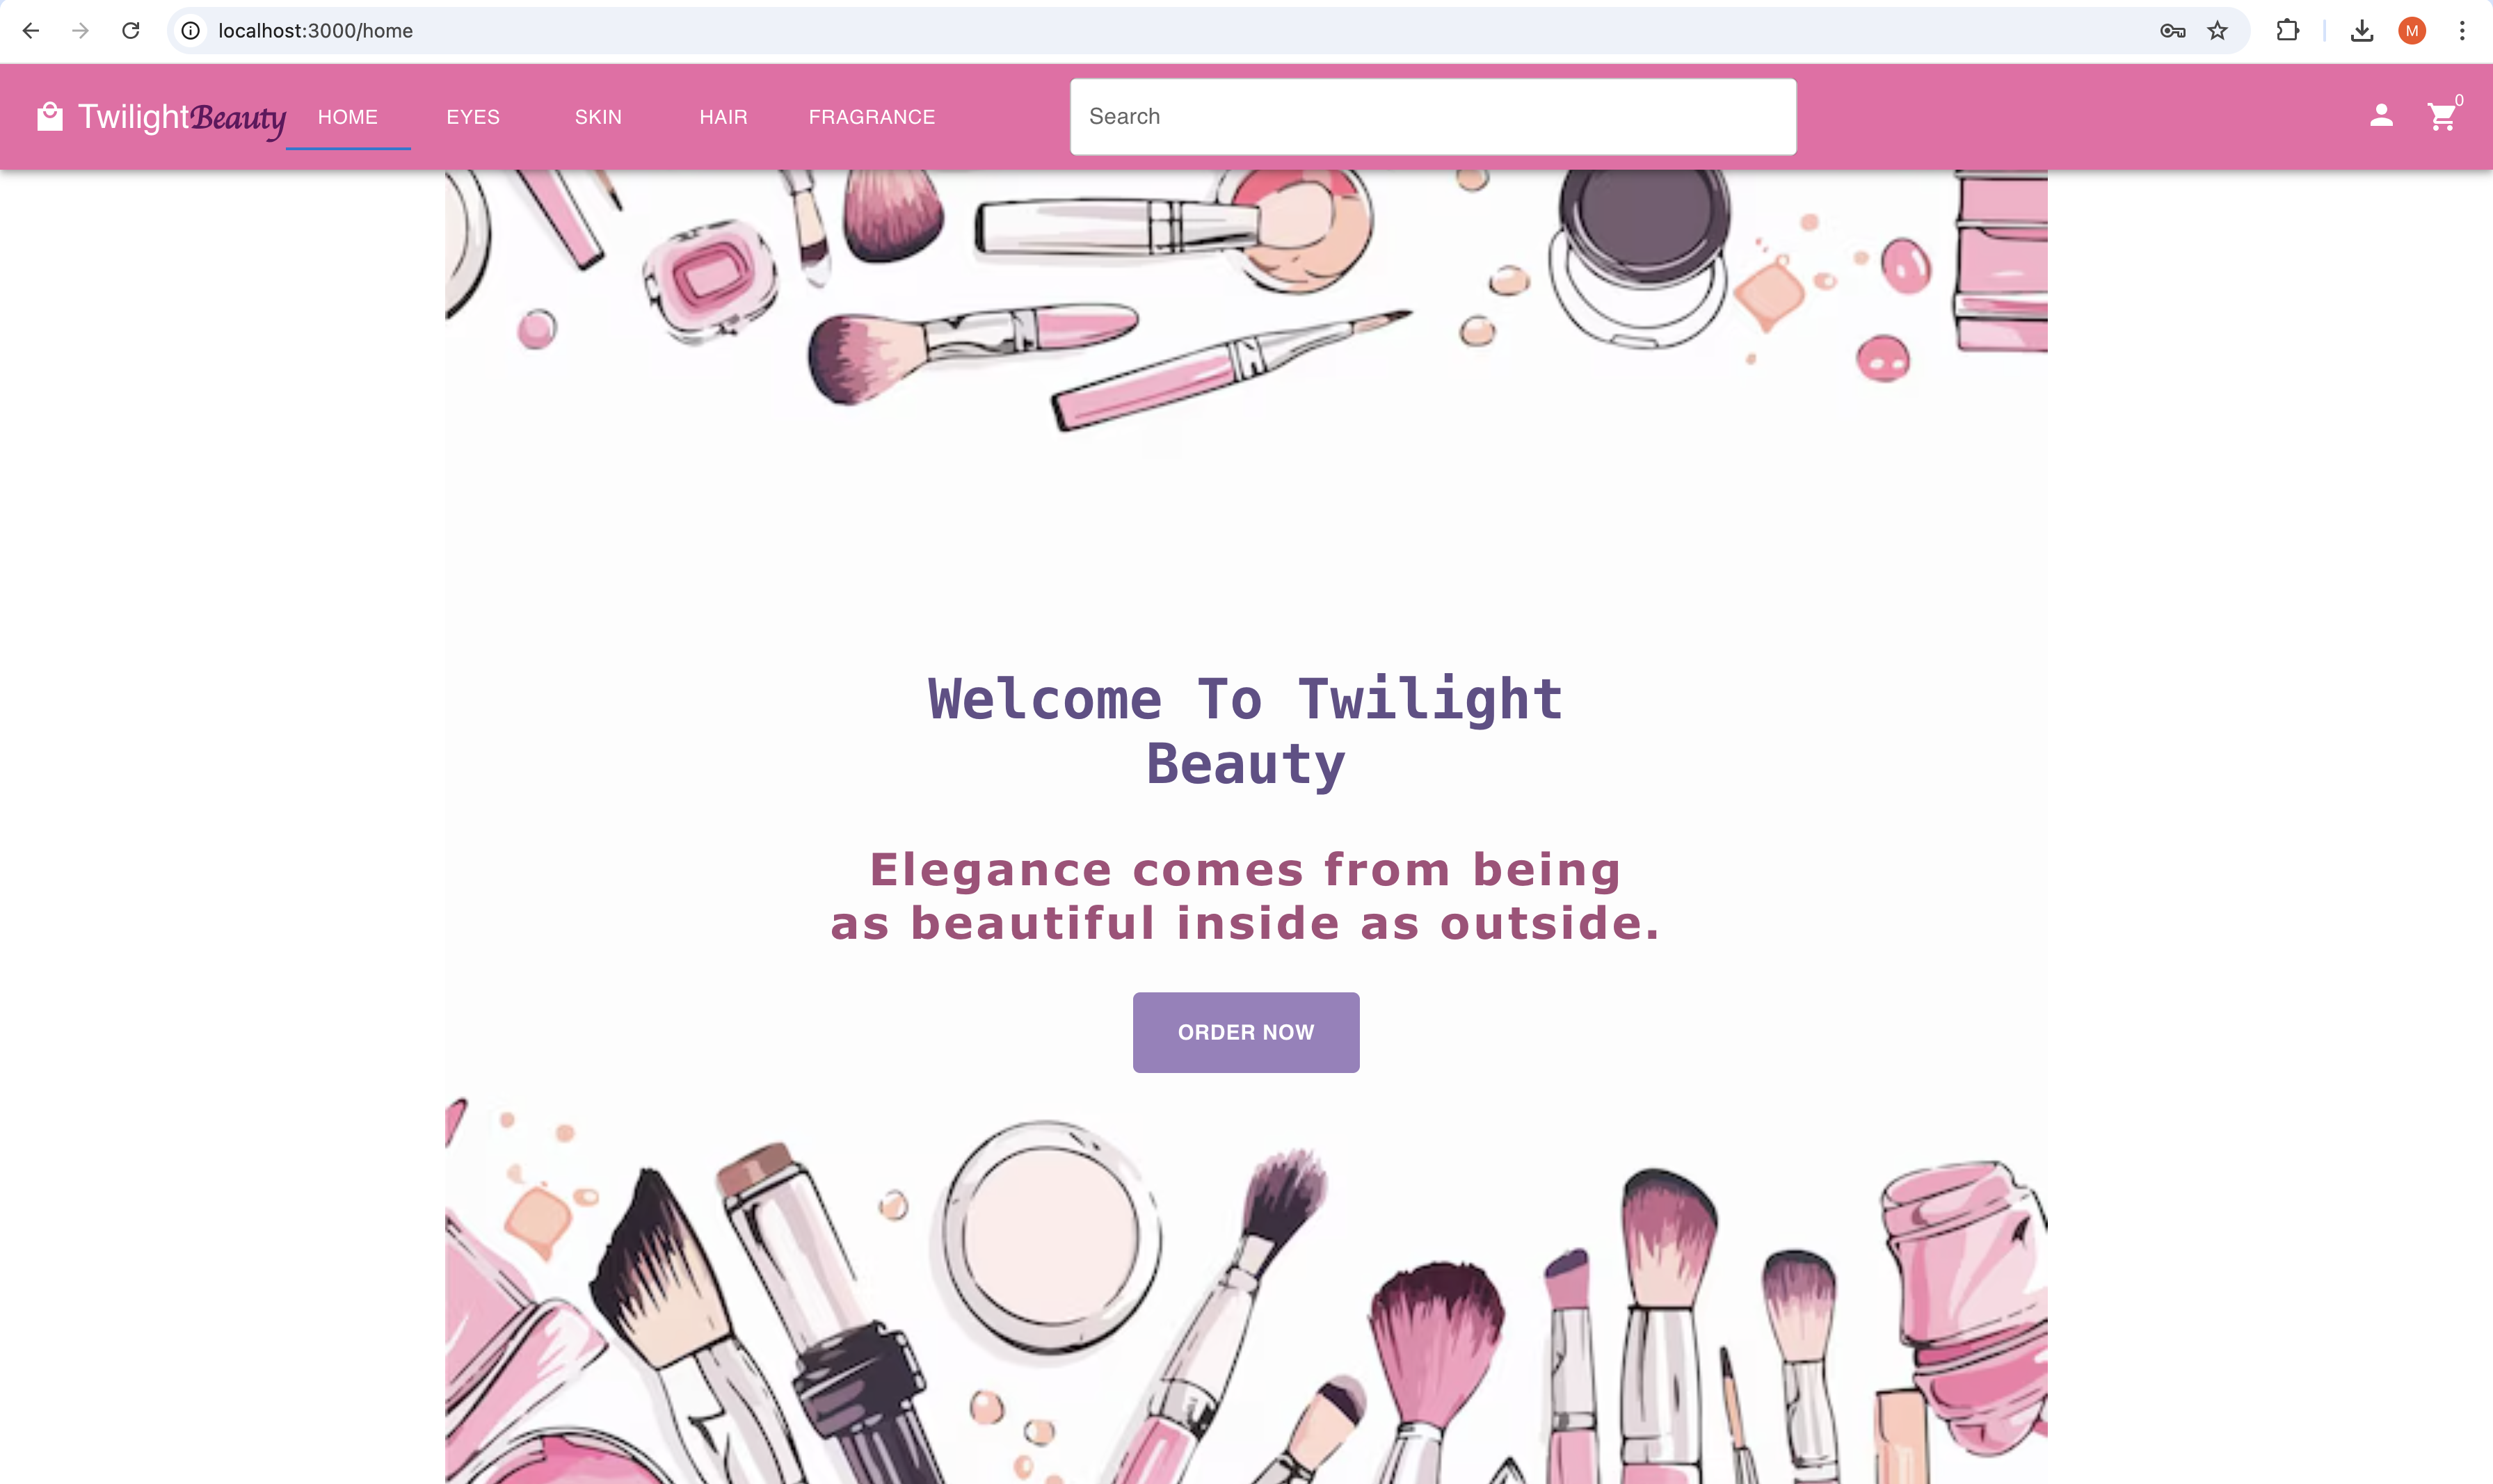 localhost:3000/home
M
TwilightBeauty HOME EYES SKIN HAIR FRAGRANCE Search 0
Welcome To Twilight
Beauty
Elegance comes from being
as beautiful inside as outside.
ORDER NOW